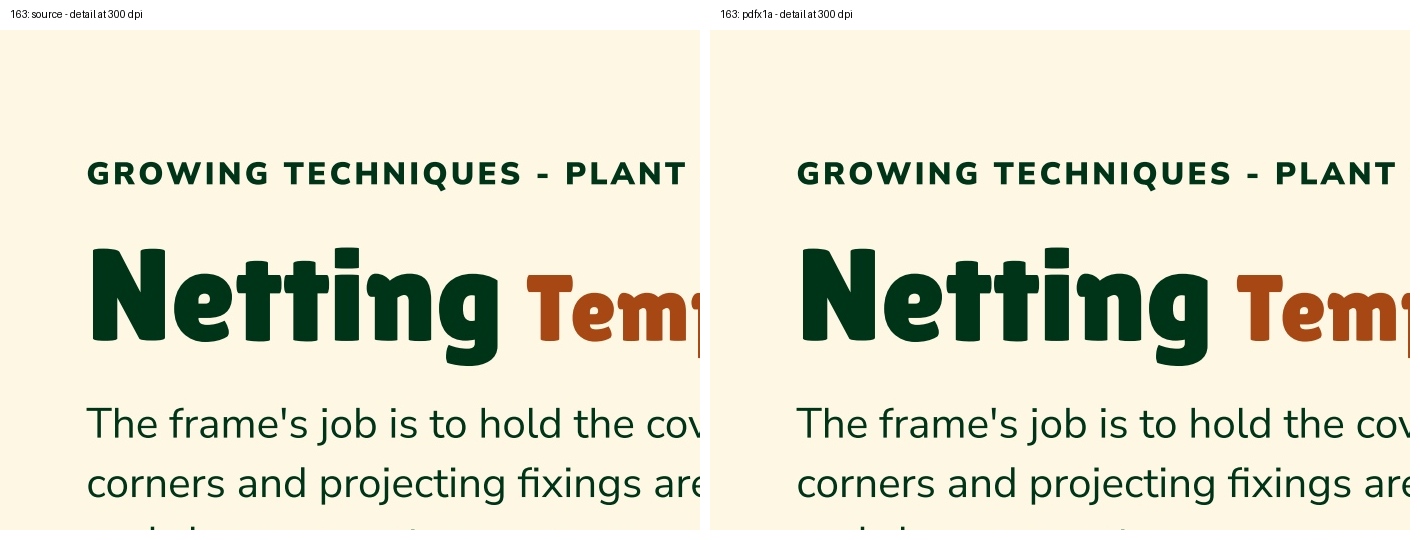 163: source - detail at 300 dpi
GROWING TECHNIQUES - PLANT
Netting Temp
The frame's job is to hold the cov
corners and projecting fixings are
163: pdfx1a - detail at 300 dpi
GROWING TECHNIQUES - PLANT
Netting Temp
The frame's job is to hold the cov
corners and projecting fixings are